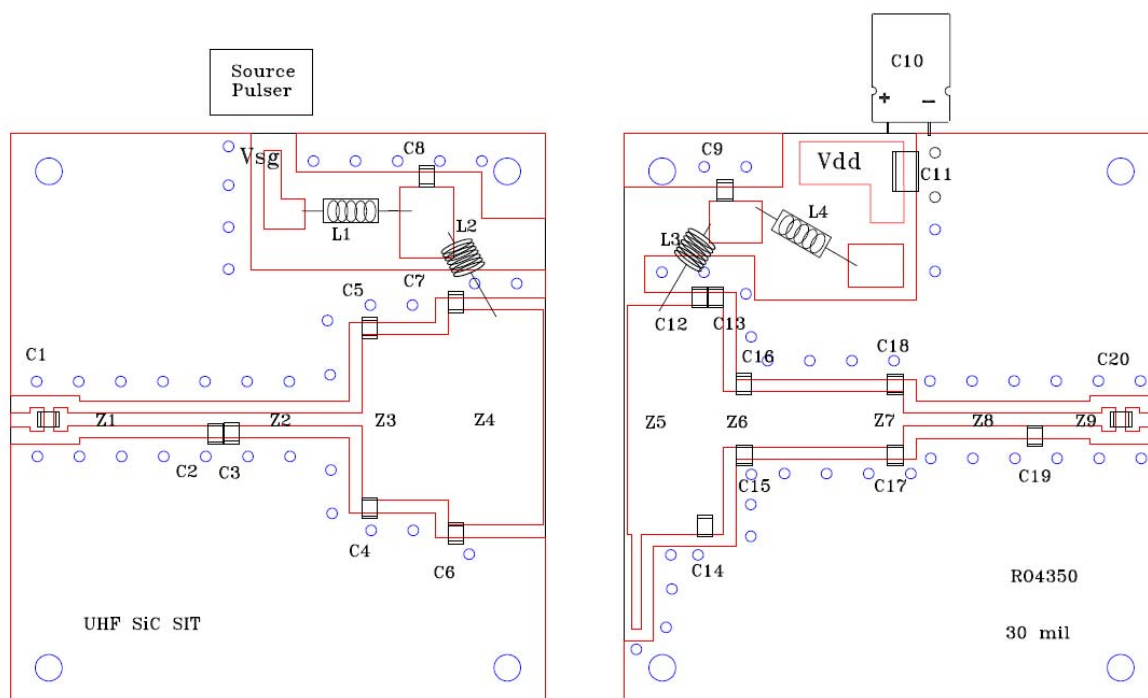 Source
Pulser
C10
+ −
Vsg
C8
C9
Vdd
C11
L1
L2
L3
L4
C5
C7
C12
C13
C16
C18
C1
C20
Z1
Z2
Z3
Z4
Z5
Z6
Z7
Z8
Z9
C2
C3
C19
C15
C17
C4
C6
C14
RO4350
UHF SiC SIT
30 mil